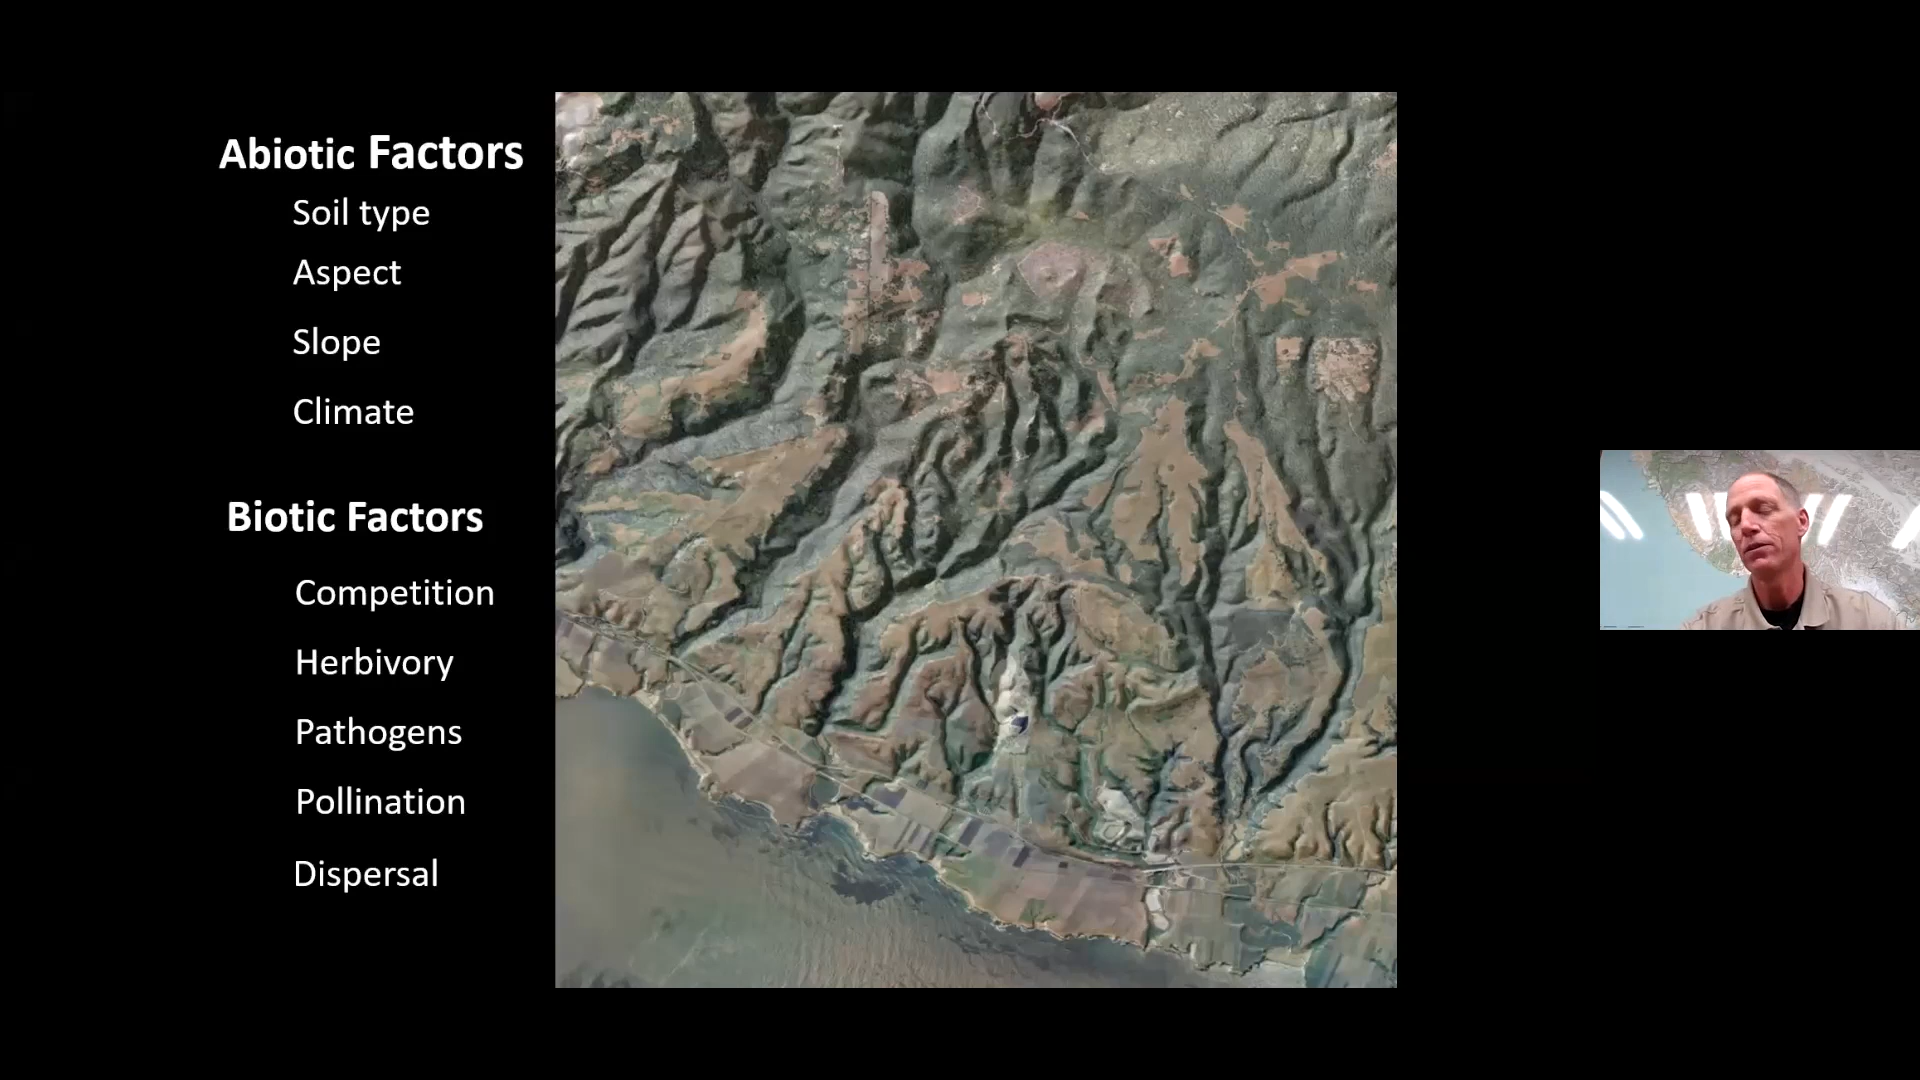 Abiotic Factors
Soil type
Aspect
Slope
Climate
Biotic Factors
Competition
Herbivory
Pathogens
Pollination
Dispersal